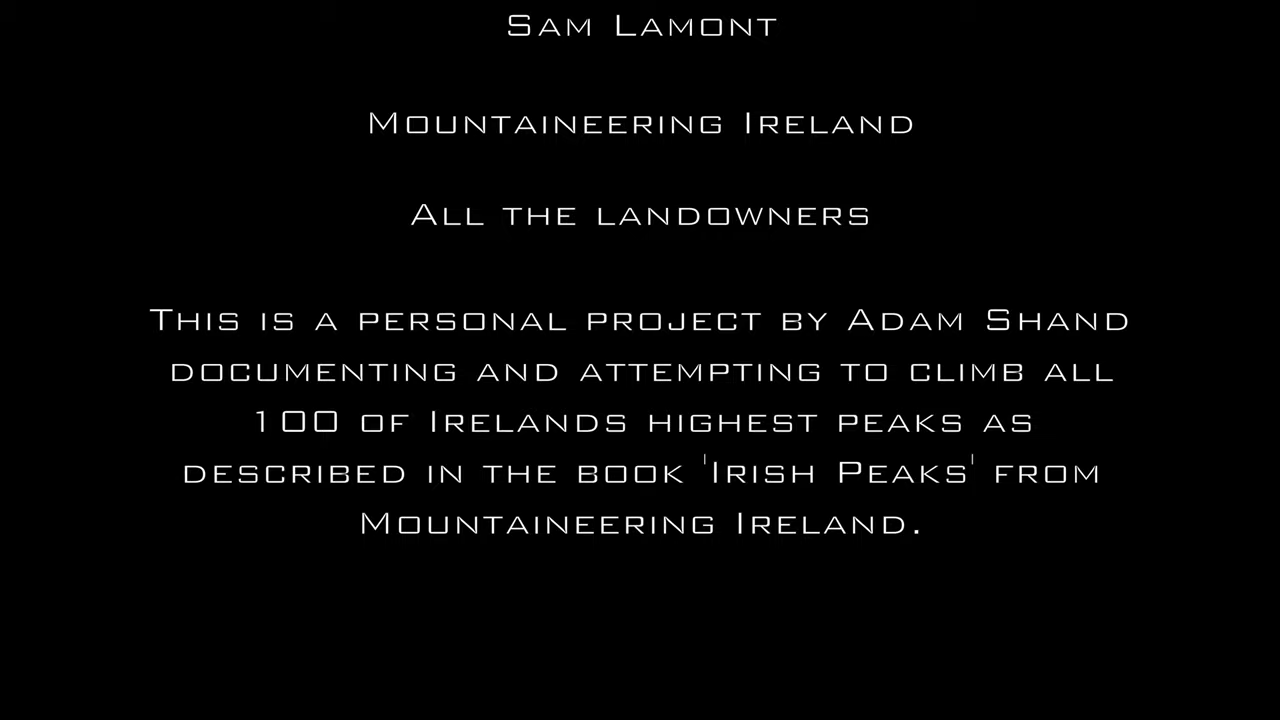 Sam Lamont
Mountaineering Ireland
All the landowners
This is a personal project by Adam Shand
documenting and attempting to climb all
100 of Irelands highest peaks as
described in the book 'Irish Peaks' from
Mountaineering Ireland.